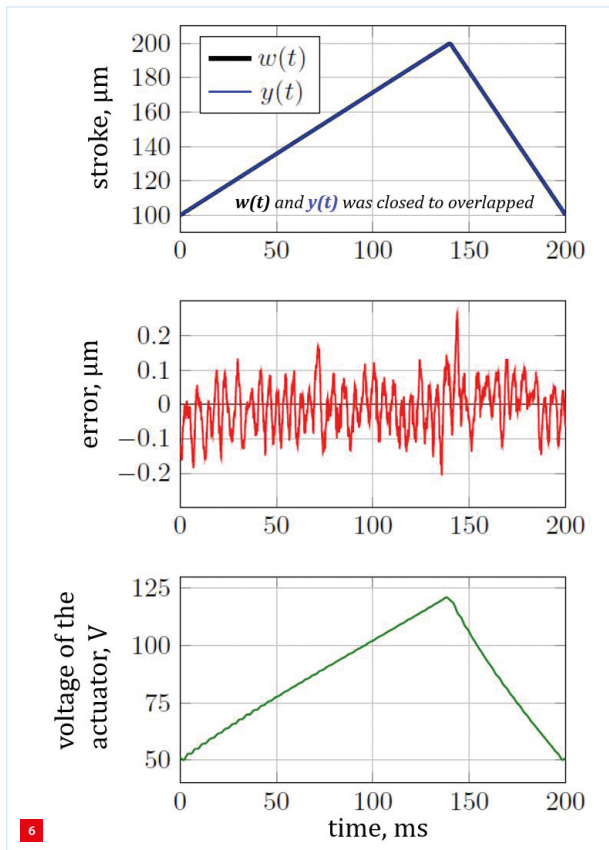 200
180
160
140
120
100
stroke, μm
w(t)
y(t)
w(t) and y(t) was closed to overlapped
0 50 100 150 200
0.2
0.1
0
−0.1
−0.2
error, μm
0 50 100 150 200
125
100
75
50
voltage of the
actuator, V
0 50 100 150 200
time, ms
6